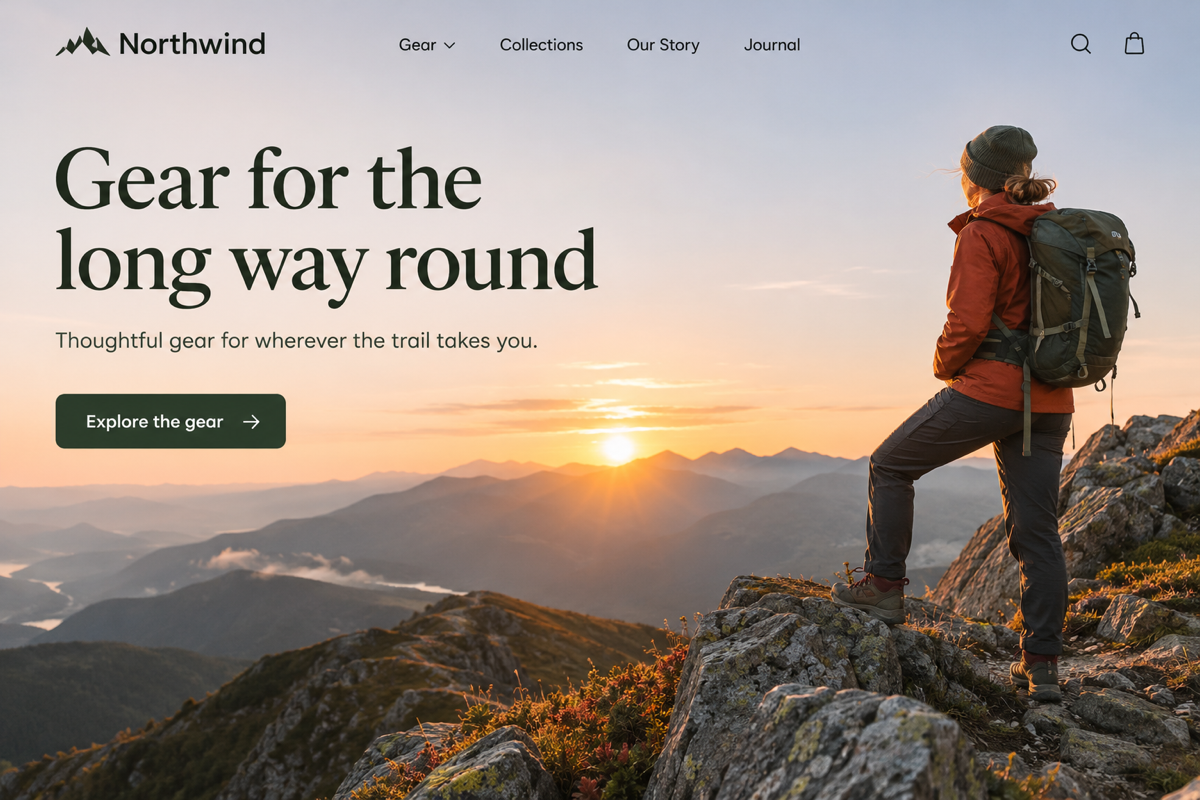 Northwind
Gear
Collections
Our Story
Journal
Gear for the
long way round
Thoughtful gear for wherever the trail takes you.
Explore the gear